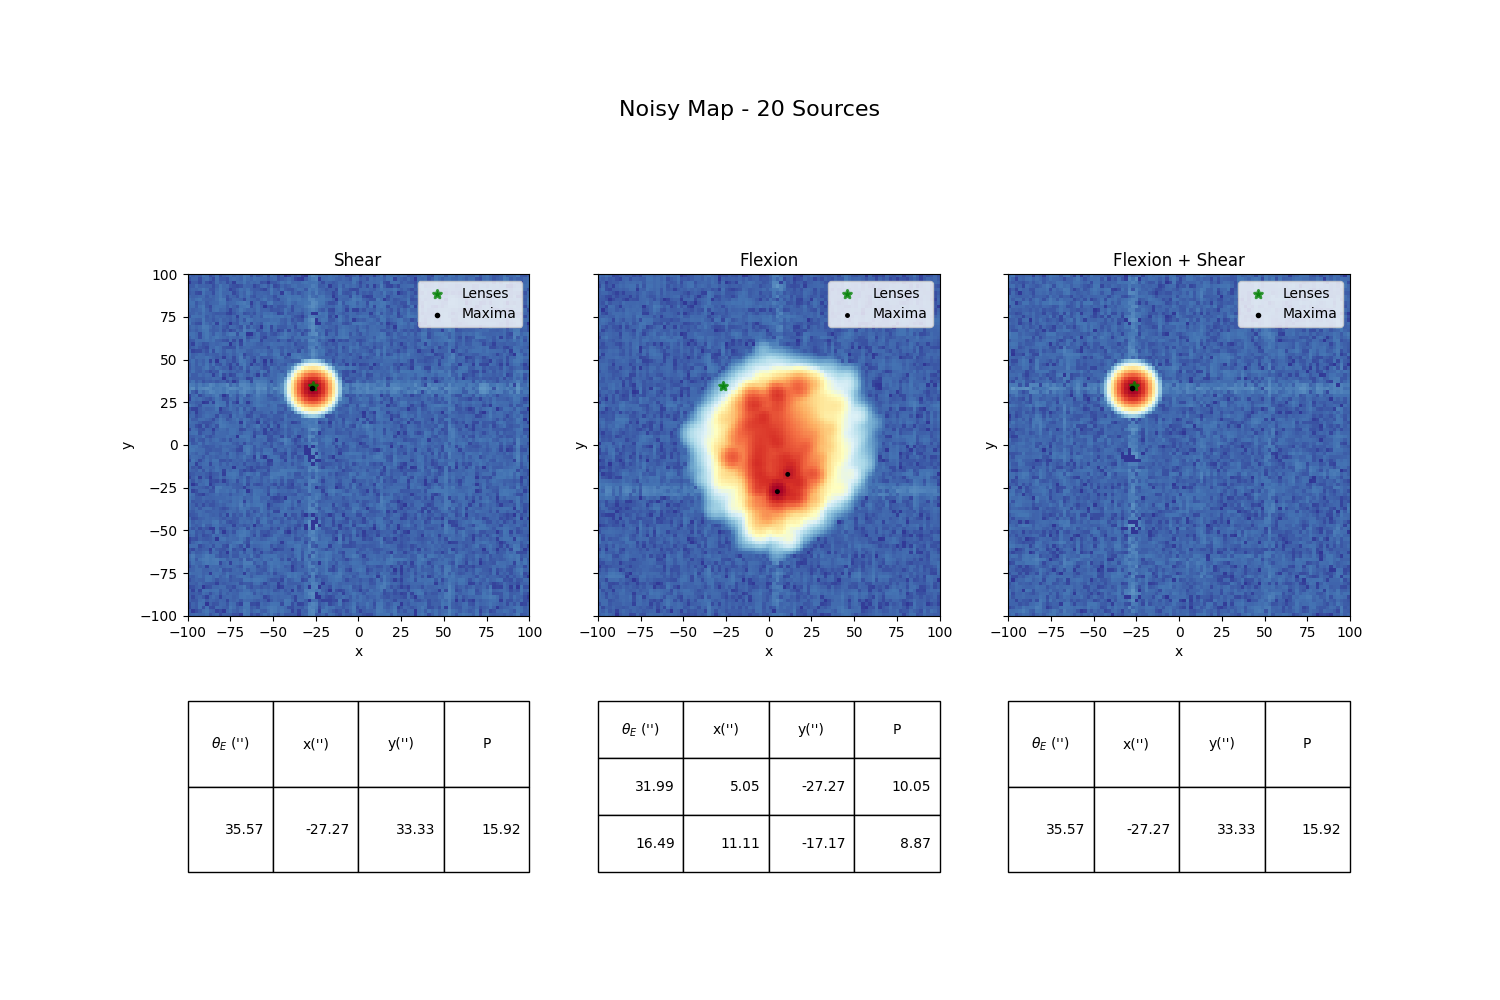 Noisy Map - 20 Sources
Shear Flexion Flexion + Shear
Lenses Lenses Lenses
Maxima Maxima Maxima
100
75
50
25
0
−25
−50
−75
−100
y y y
−100 −75 −50 −25 0 25 50 75 100 −100 −75 −50 −25 0 25 50 75 100 −100 −75 −50 −25 0 25 50 75 100
x x x
θE ('') x('') y('') P
35.57 -27.27 33.33 15.92
θE ('') x('') y('') P
31.99 5.05 -27.27 10.05
16.49 11.11 -17.17 8.87
θE ('') x('') y('') P
35.57 -27.27 33.33 15.92